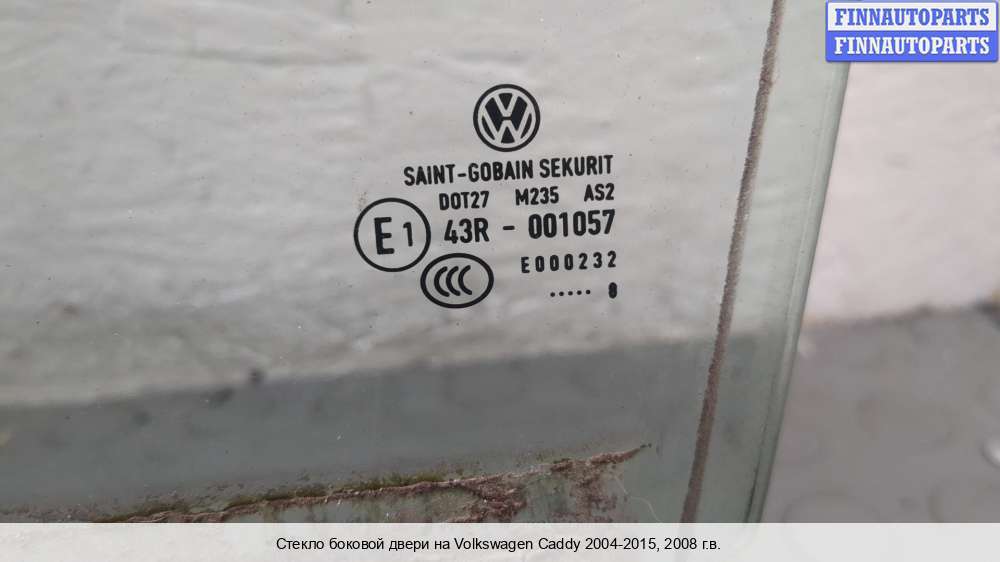 FINNAUTOPARTS
FINNAUTOPARTS
SAINT-GOBAIN SEKURIT
DOT27 M235 AS2
E1 43R - 001057
CCC
E000232
..... 8
Стекло боковой двери на Volkswagen Caddy 2004-2015, 2008 г.в.